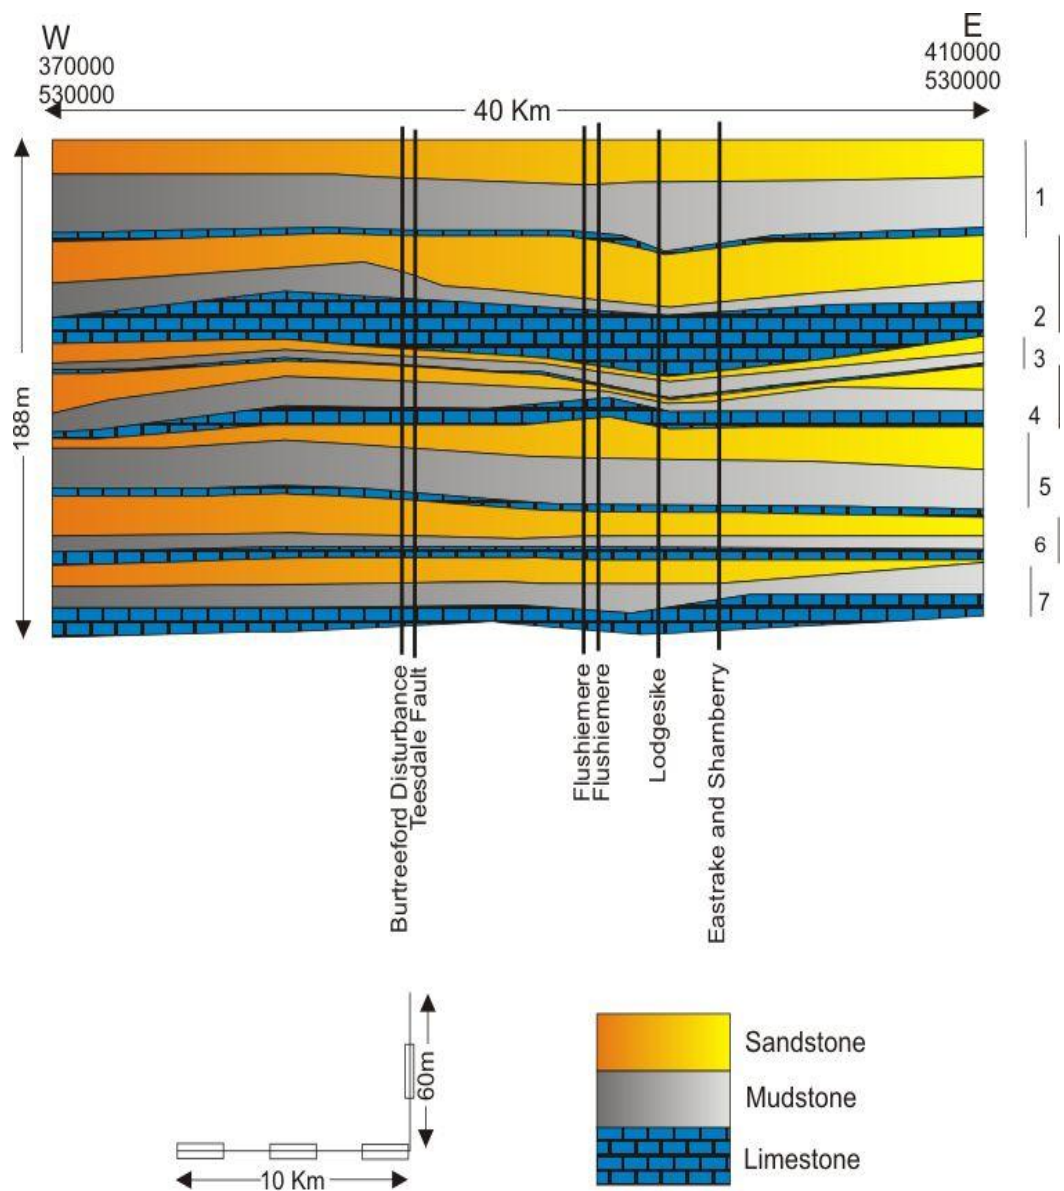 W
370000
530000
E
410000
530000
40 Km
188m
1
2
3
4
5
6
7
Burtreeford Disturbance
Teesdale Fault
Flushiemere
Flushiemere
Lodgesike
Eastrake and Sharnberry
60m
10 Km
Sandstone
Mudstone
Limestone